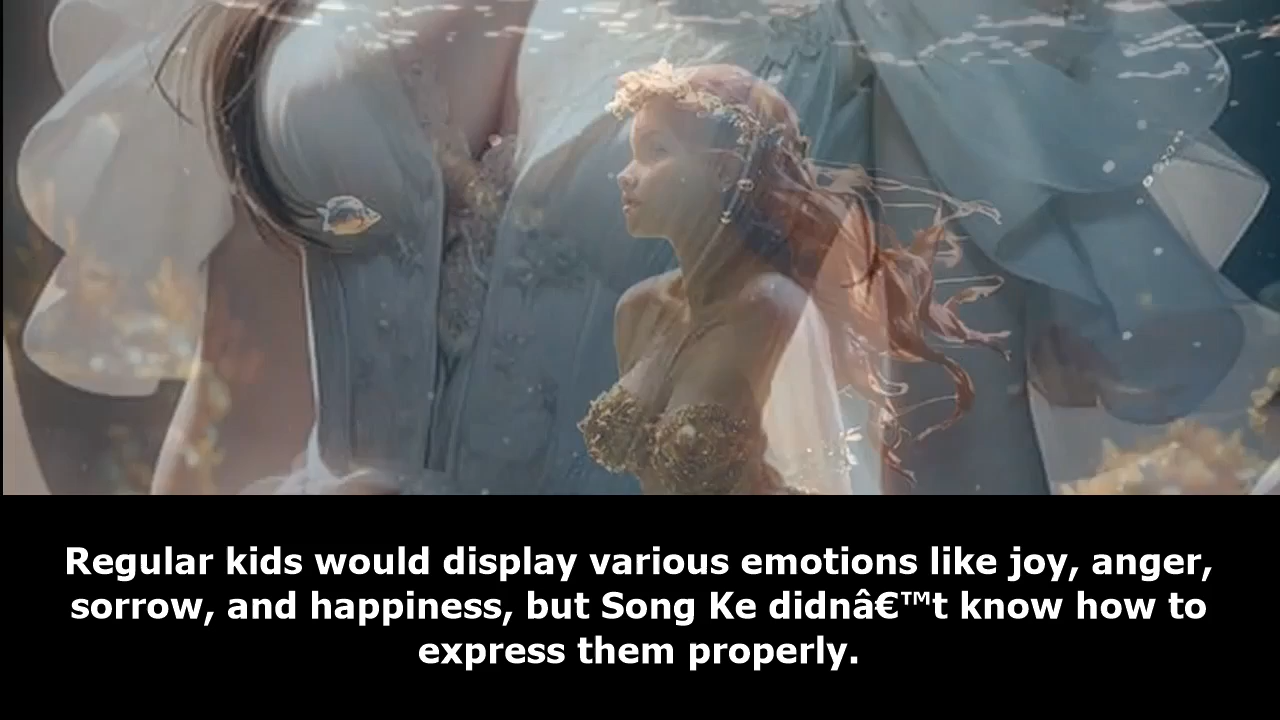 Regular kids would display various emotions like joy, anger,
sorrow, and happiness, but Song Ke didnâ€™t know how to
express them properly.